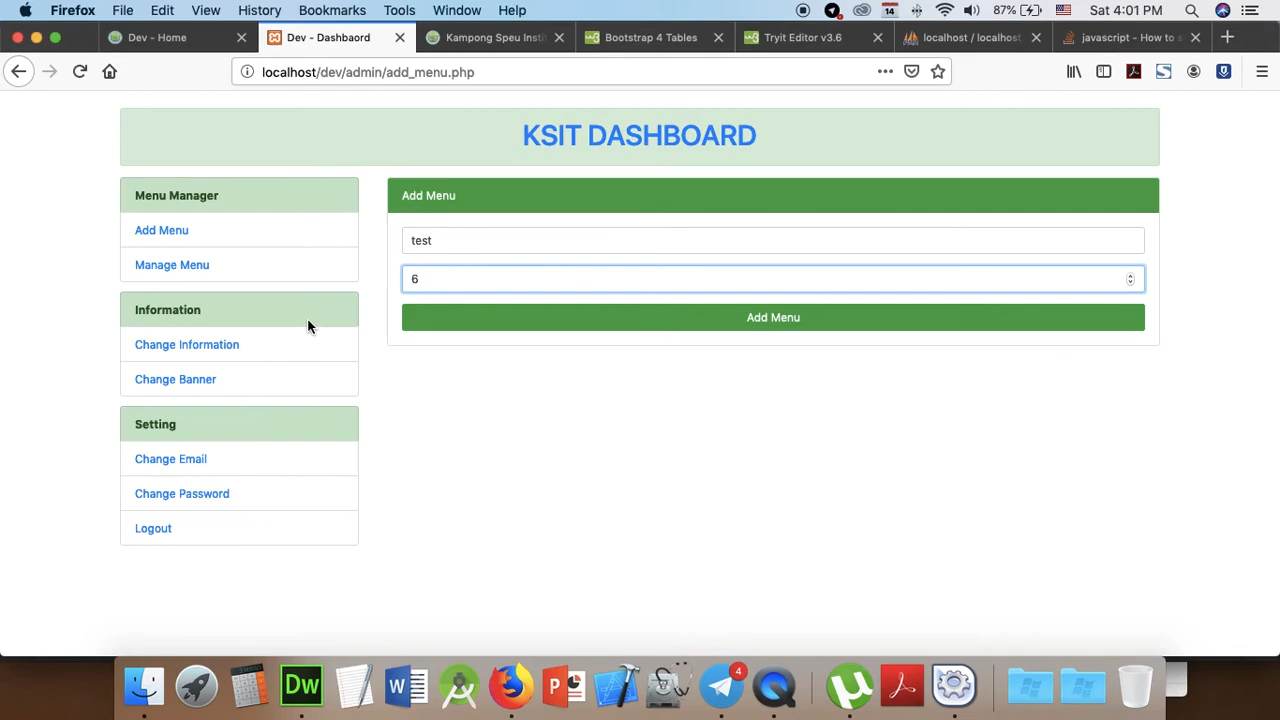 Firefox File Edit View History Bookmarks Tools Window Help 14 87% Sat 4:01 PM
Dev - Home Dev - Dashbaord Kampong Speu Insti Bootstrap 4 Tables Tryit Editor v3.6 localhost / localhost javascript - How to s
localhost/dev/admin/add_menu.php
KSIT DASHBOARD
Menu Manager
Add Menu
Manage Menu
Information
Change Information
Change Banner
Setting
Change Email
Change Password
Logout
Add Menu
test
6
Add Menu
Dw W P 4